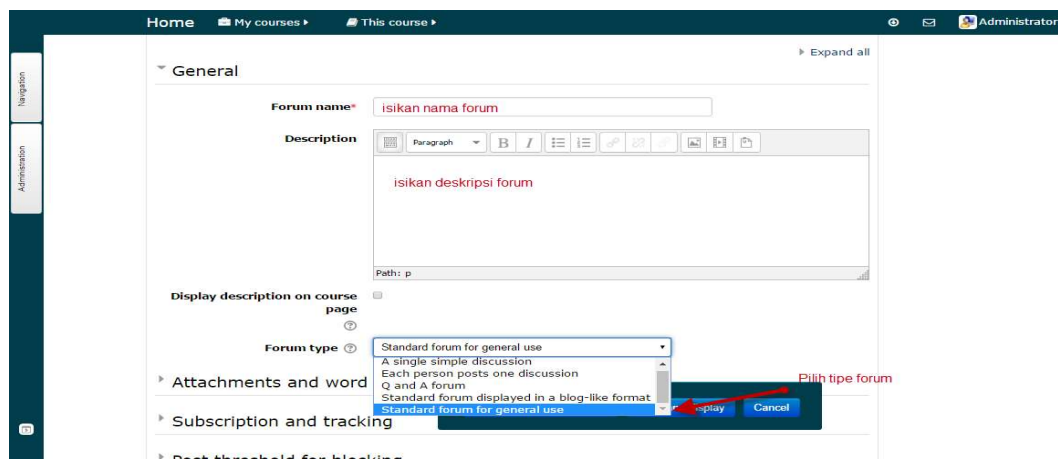 Home My courses This course Administrator
Expand all
Navigation
Administration
General
Forum name*
isikan nama forum
Description
Paragraph B I
isikan deskripsi forum
Path: p
Display description on course
page
Forum type Standard forum for general use
A single simple discussion
Each person posts one discussion
Q and A forum
Standard forum displayed in a blog-like format
Standard forum for general use
Pilih tipe forum
Attachments and word
Cancel
Subscription and tracking